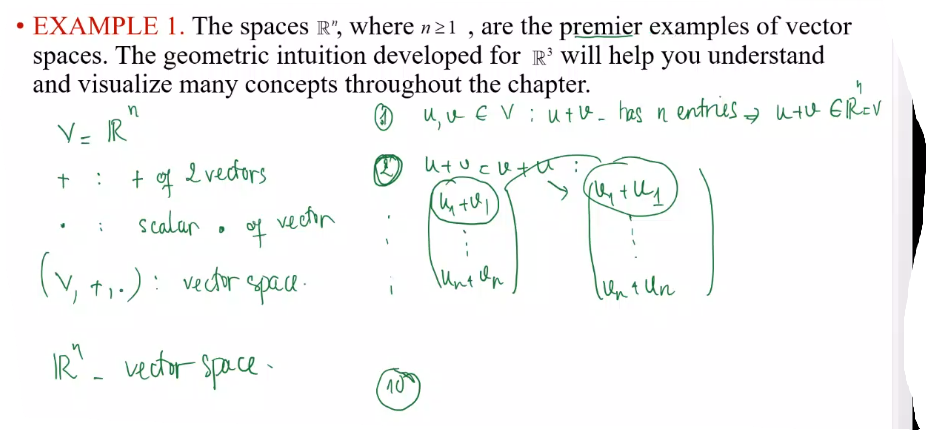 • EXAMPLE 1. The spaces ℝⁿ, where n≥1 , are the premier examples of vector
spaces. The geometric intuition developed for ℝ³ will help you understand
and visualize many concepts throughout the chapter.
V = ℝⁿ
+ : + of 2 vectors
• : scalar • of vector
(V, +, .) : vector space.
ℝⁿ - vector space.
① u, v ∈ V : u+v - has n entries → u+v ∈ ℝⁿ = V
② u+v = v+u :
(u₁+v₁ → (v₁+u₁
⋮ ⋮
un+vn) vn+un)
⑩